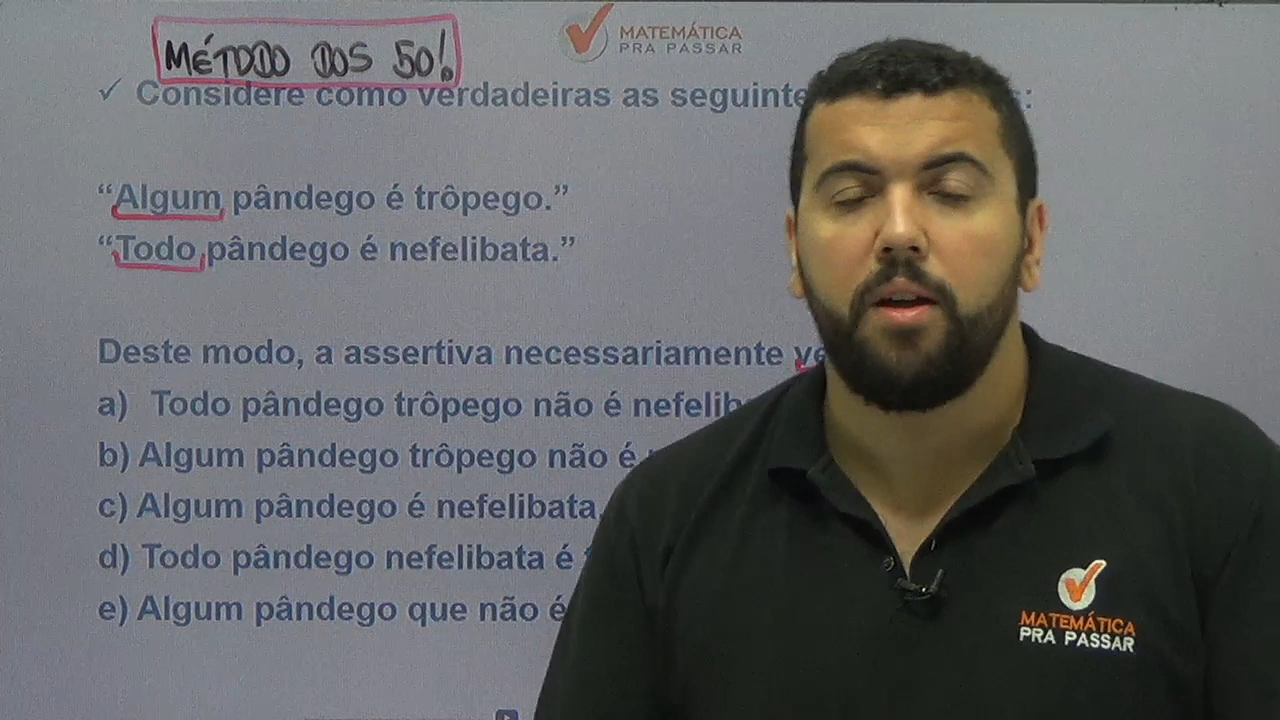 MÉTODO DOS 50!
MATEMÁTICA
PRA PASSAR
✓ Considere como verdadeiras as seguinte
“Algum pândego é trôpego.”
“Todo pândego é nefelibata.”
Deste modo, a assertiva necessariamente
a) Todo pândego trôpego não é
b) Algum pândego trôpego não é
c) Algum pândego é nefelibata,
d) Todo pândego nefelibata é
e) Algum pândego que não é
MATEMÁTICA
PRA PASSAR